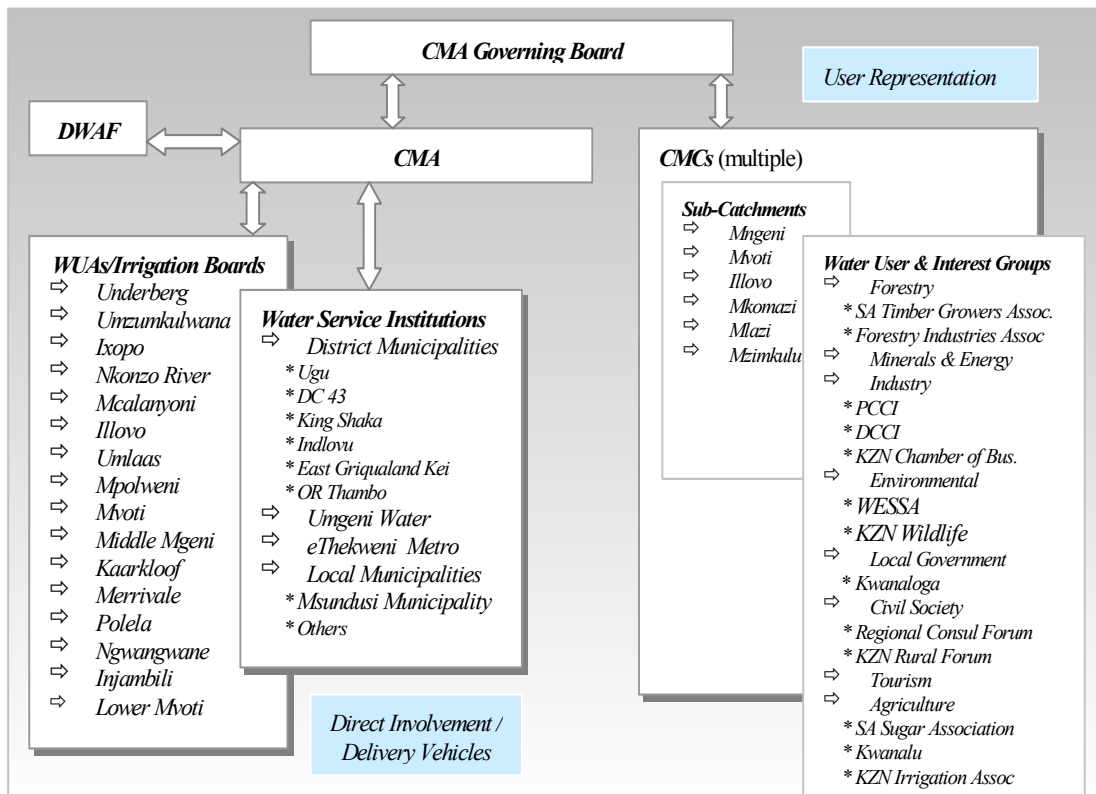 CMA Governing Board
User Representation
DWAF
CMA
CMCs (multiple)
Sub-Catchments
⇨ Mngeni
⇨ Mvoti
⇨ Illovo
⇨ Mkomazi
⇨ Mlazi
⇨ Mzimkulu
WUAs/Irrigation Boards
⇨ Underberg
⇨ Umzumkulwana
⇨ Ixopo
⇨ Nkonzo River
⇨ Mcalanyoni
⇨ Illovo
⇨ Umlaas
⇨ Mpolweni
⇨ Mvoti
⇨ Middle Mgeni
⇨ Kaarkloof
⇨ Merrivale
⇨ Polela
⇨ Ngwangwane
⇨ Injambili
⇨ Lower Mvoti
Water Service Institutions
⇨ District Municipalities
* Ugu
* DC 43
* King Shaka
* Indlovu
* East Griqualand Kei
* OR Thambo
⇨ Umgeni Water
⇨ eThekweni Metro
⇨ Local Municipalities
* Msundusi Municipality
* Others
Water User & Interest Groups
⇨ Forestry
* SA Timber Growers Assoc.
* Forestry Industries Assoc
⇨ Minerals & Energy
⇨ Industry
* PCCI
* DCCI
* KZN Chamber of Bus.
⇨ Environmental
* WESSA
* KZN Wildlife
⇨ Local Government
* Kwanaloga
⇨ Civil Society
* Regional Consul Forum
* KZN Rural Forum
⇨ Tourism
⇨ Agriculture
* SA Sugar Association
* Kwanalu
* KZN Irrigation Assoc
Direct Involvement /
Delivery Vehicles